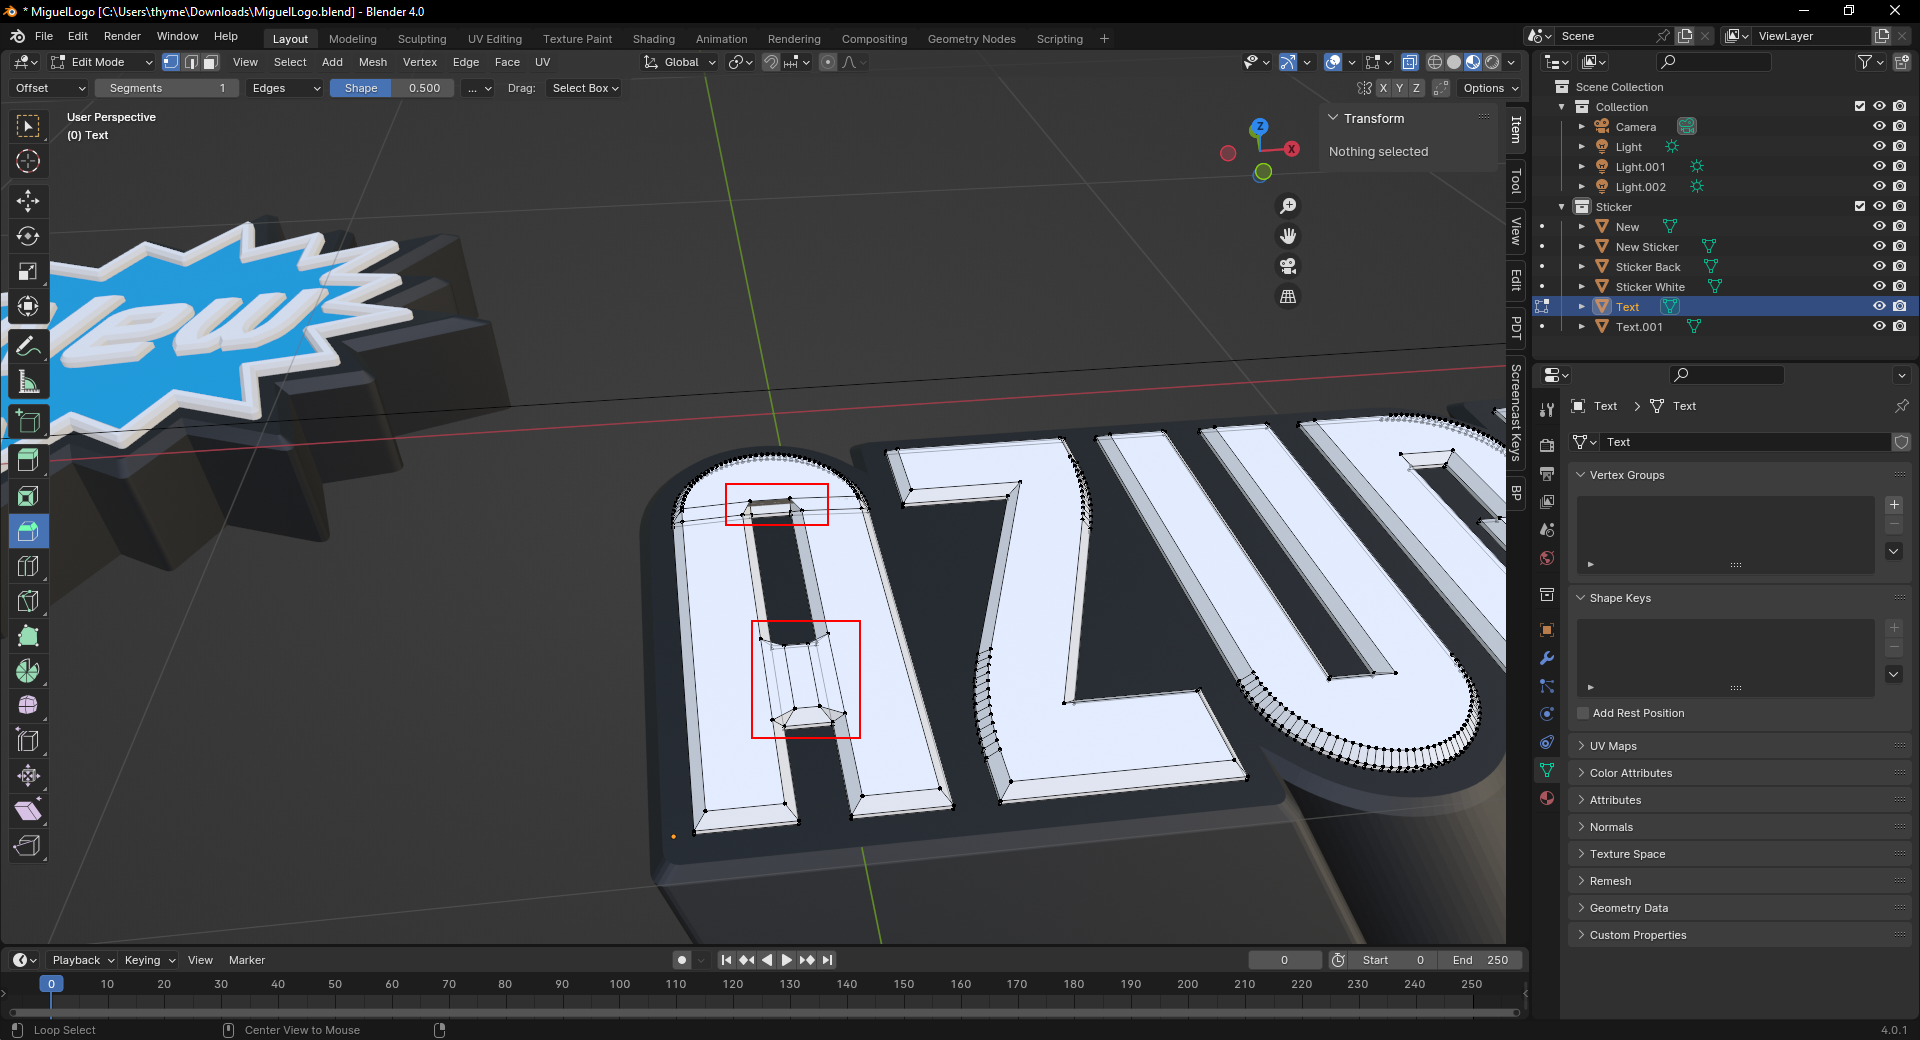 * MiguelLogo [C:\Users\thyme\Downloads\MiguelLogo.blend] - Blender 4.0
File Edit Render Window Help Layout Modeling Sculpting UV Editing Texture Paint Shading Animation Rendering Compositing Geometry Nodes Scripting + Scene ViewLayer
Edit Mode View Select Add Mesh Vertex Edge Face UV Global
Offset Segments 1 Edges Shape 0.500 ... Drag: Select Box X Y Z Options
User Perspective
(0) Text
Z
X
Transform
Nothing selected
Item
Tool
View
Edit
PDT
Screencast Keys
BP
New
AZU
Scene Collection
Collection
Camera
Light
Light.001
Light.002
Sticker
New
New Sticker
Sticker Back
Sticker White
Text
Text.001
Text > Text
Text
Vertex Groups
Shape Keys
Add Rest Position
UV Maps
Color Attributes
Attributes
Normals
Texture Space
Remesh
Geometry Data
Custom Properties
Playback Keying View Marker 0 Start 0 End 250
0 10 20 30 40 50 60 70 80 90 100 110 120 130 140 150 160 170 180 190 200 210 220 230 240 250
Loop Select Center View to Mouse 4.0.1